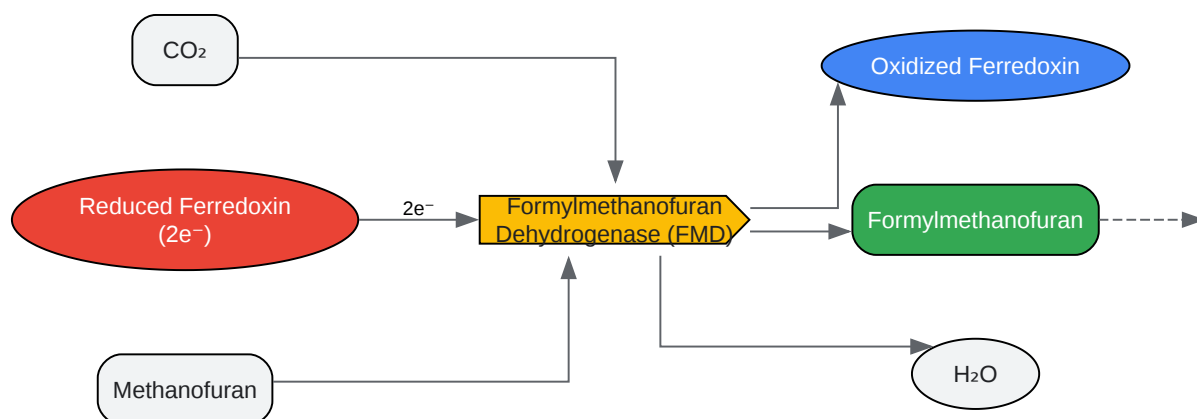 CO₂
Oxidized Ferredoxin
Reduced Ferredoxin
(2e⁻)
2e⁻
Formylmethanofuran
Dehydrogenase (FMD)
Formylmethanofuran
Methanofuran
H₂O